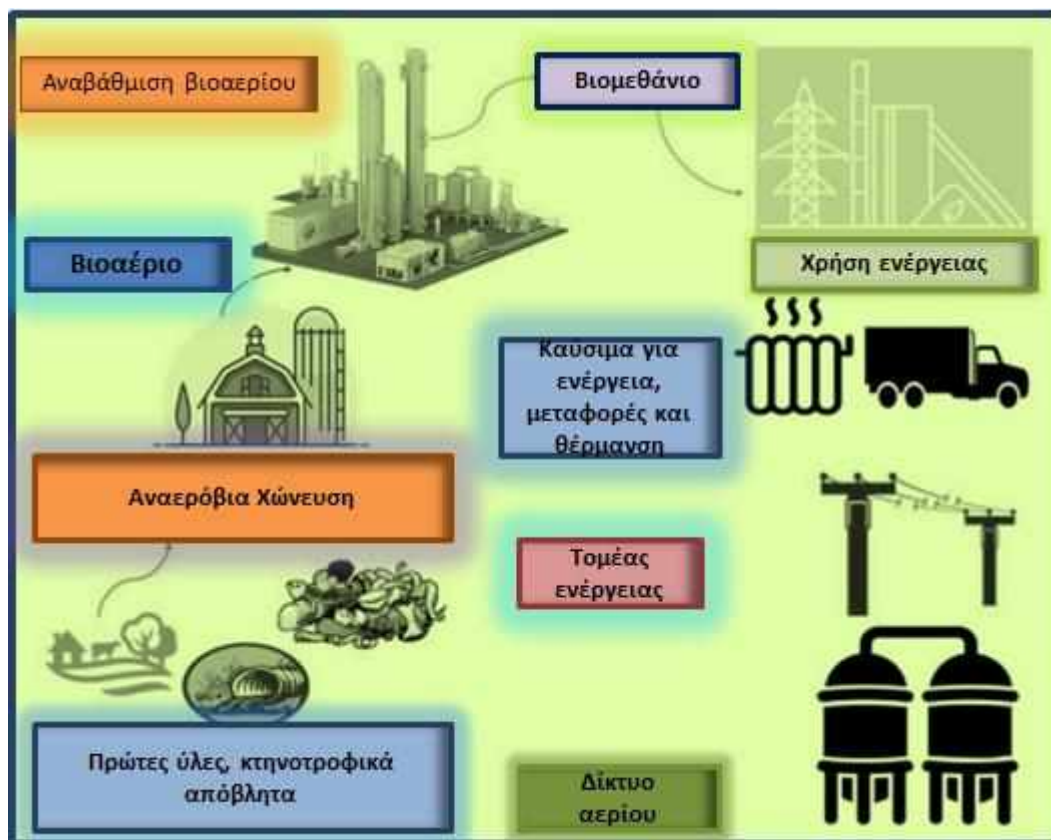 Αναβάθμιση βιοαερίου
Βιομεθάνιο
Βιοαέριο
Χρήση ενέργειας
Καύσιμα για
ενέργεια,
μεταφορές και
θέρμανση
Αναερόβια Χώνευση
Τομέας
ενέργειας
Πρώτες ύλες, κτηνοτροφικά
απόβλητα
Δίκτυο
αερίου